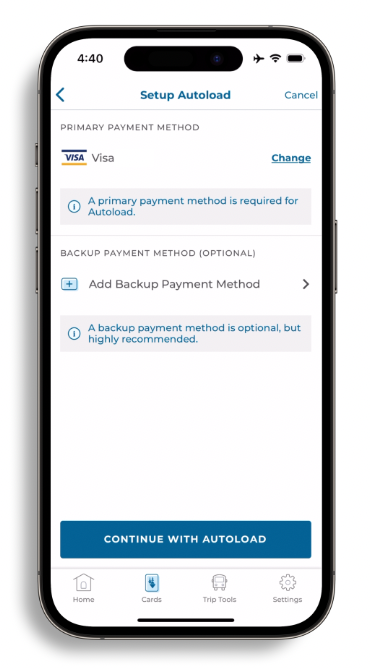 4:40
Setup Autoload
Cancel
PRIMARY PAYMENT METHOD
VISA Visa
Change
A primary payment method is required for
Autoload.
BACKUP PAYMENT METHOD (OPTIONAL)
Add Backup Payment Method
A backup payment method is optional, but
highly recommended.
CONTINUE WITH AUTOLOAD
Home
Cards
Trip Tools
Settings